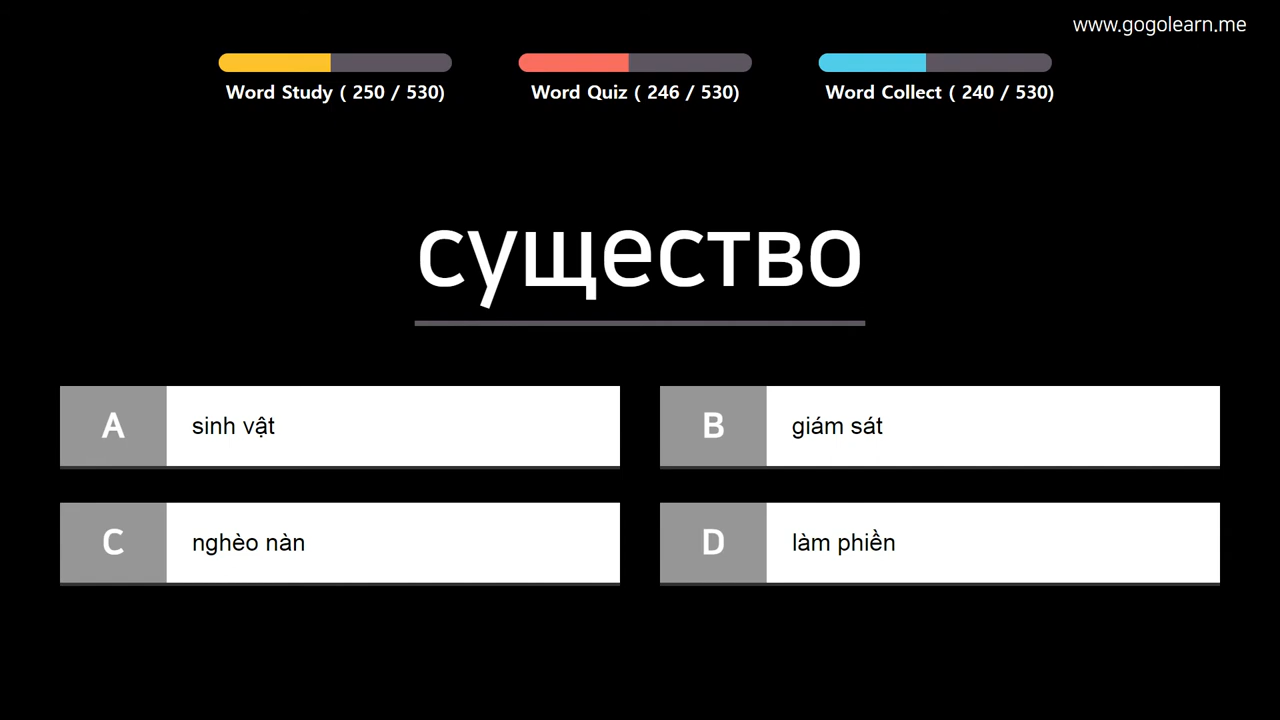 www.gogolearn.me
Word Study ( 250 / 530)
Word Quiz ( 246 / 530)
Word Collect ( 240 / 530)
существо
A
sinh vật
B
giám sát
C
nghèo nàn
D
làm phiền